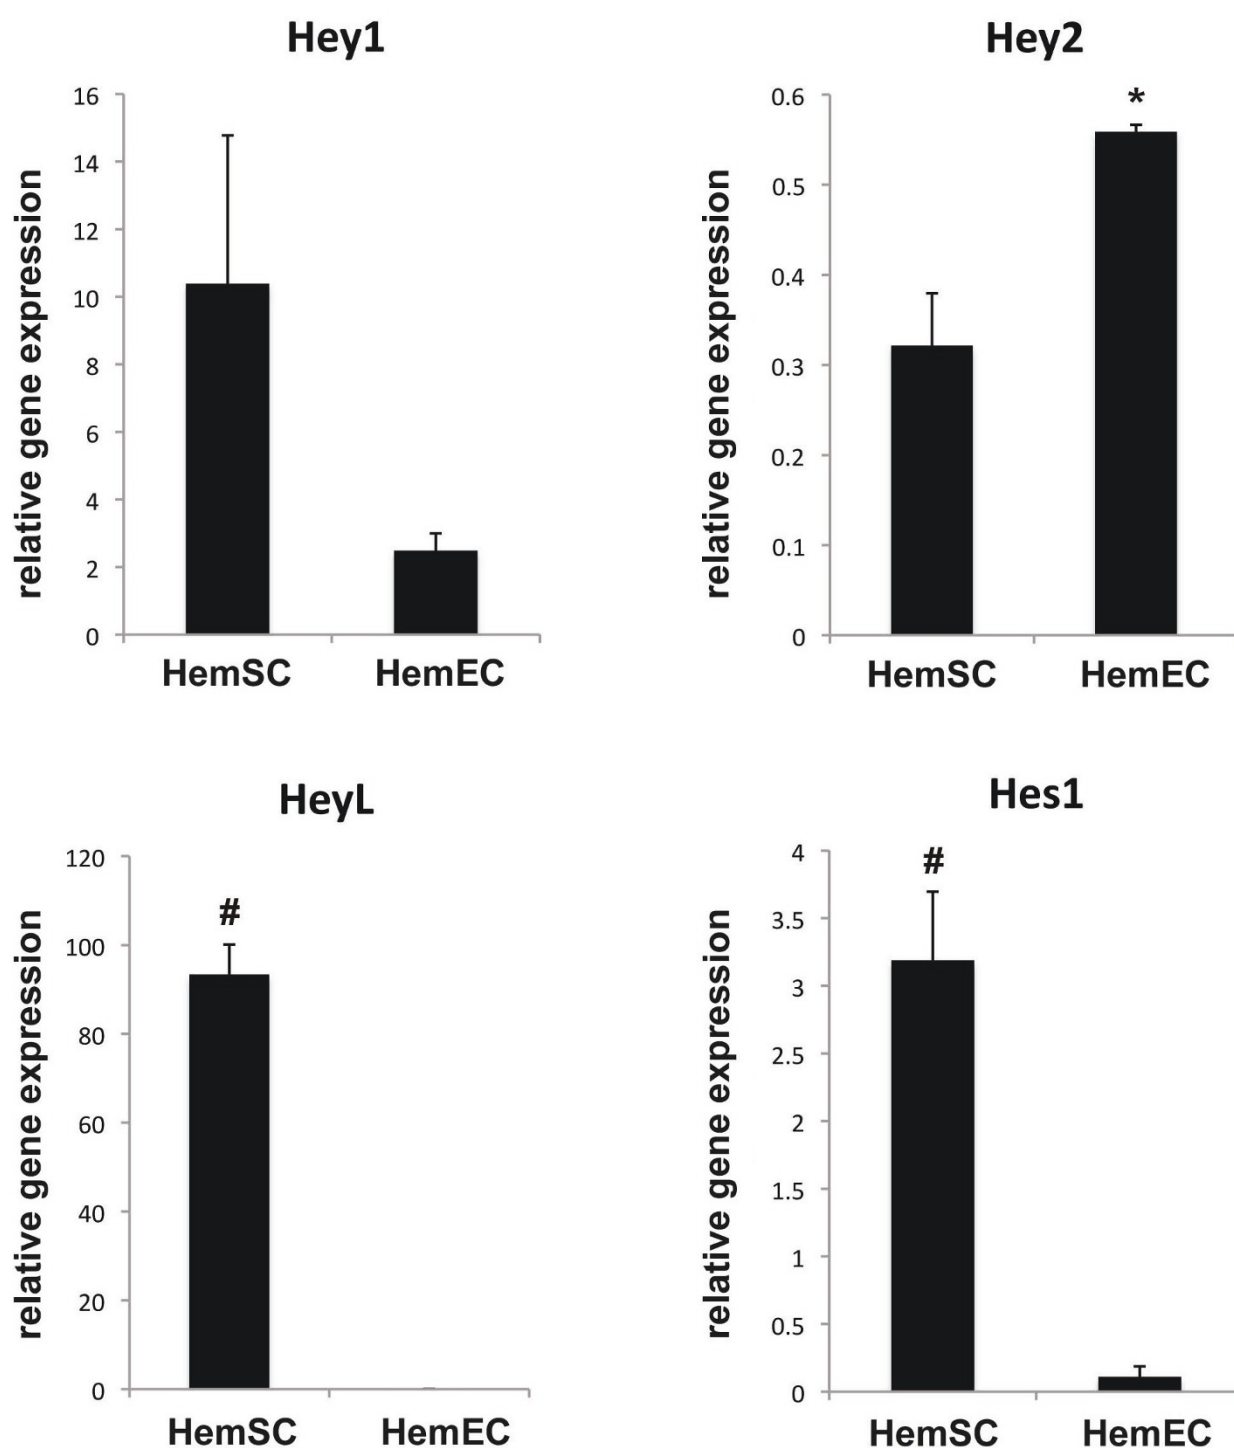 Hey1
relative gene expression
16
14
12
10
8
6
4
2
0
HemSC HemEC
Hey2
relative gene expression
0.6
0.5
0.4
0.3
0.2
0.1
0
*
HemSC HemEC
HeyL
relative gene expression
120
100
80
60
40
20
0
#
HemSC HemEC
Hes1
relative gene expression
4
3.5
3
2.5
2
1.5
1
0.5
0
#
HemSC HemEC